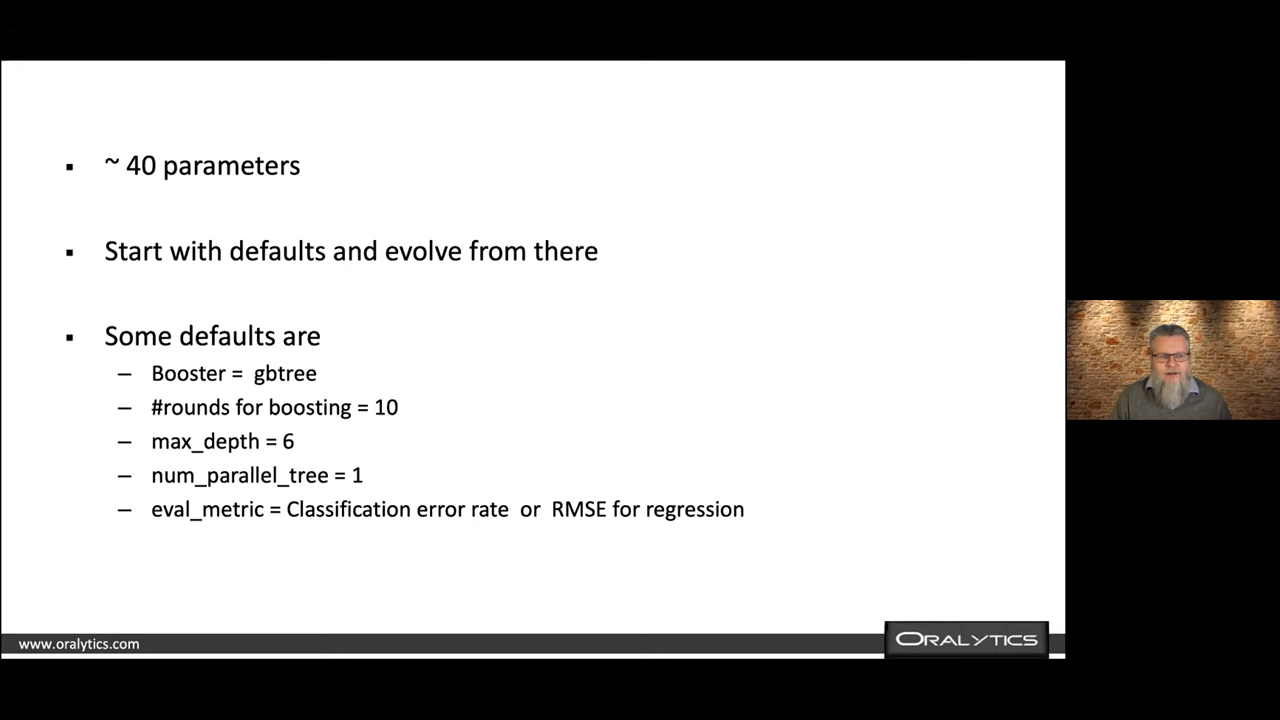 ▪ ~ 40 parameters
▪ Start with defaults and evolve from there
▪ Some defaults are
– Booster = gbtree
– #rounds for boosting = 10
– max_depth = 6
– num_parallel_tree = 1
– eval_metric = Classification error rate or RMSE for regression
www.oralytics.com
ORALYTICS